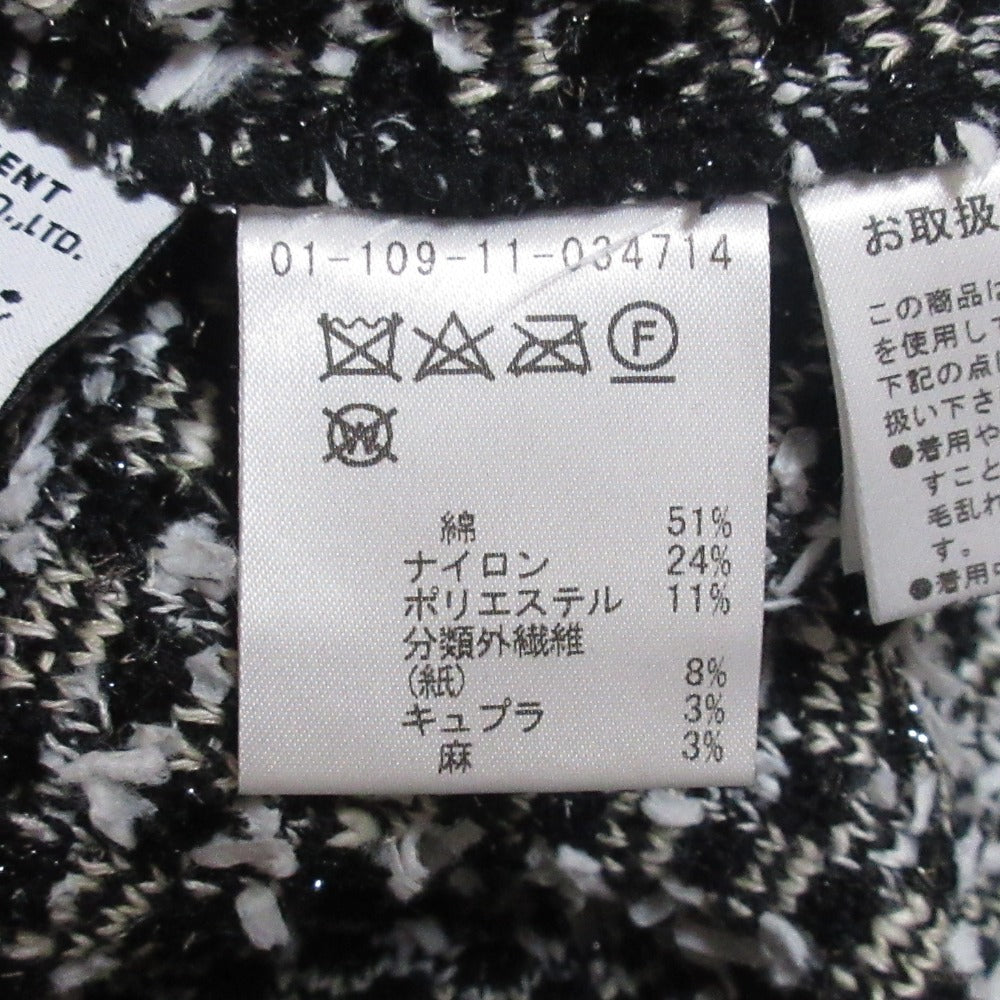 ENT
O.,LTD.
01-109-11-034714
F
W
綿 51%
ナイロン 24%
ポリエステル 11%
分類外繊維
(紙) 8%
キュプラ 3%
麻 3%
お取扱
この商品は
を使用して
下記の点
扱い下さ
●着用や
すこと
毛乱れ
す。
●着用